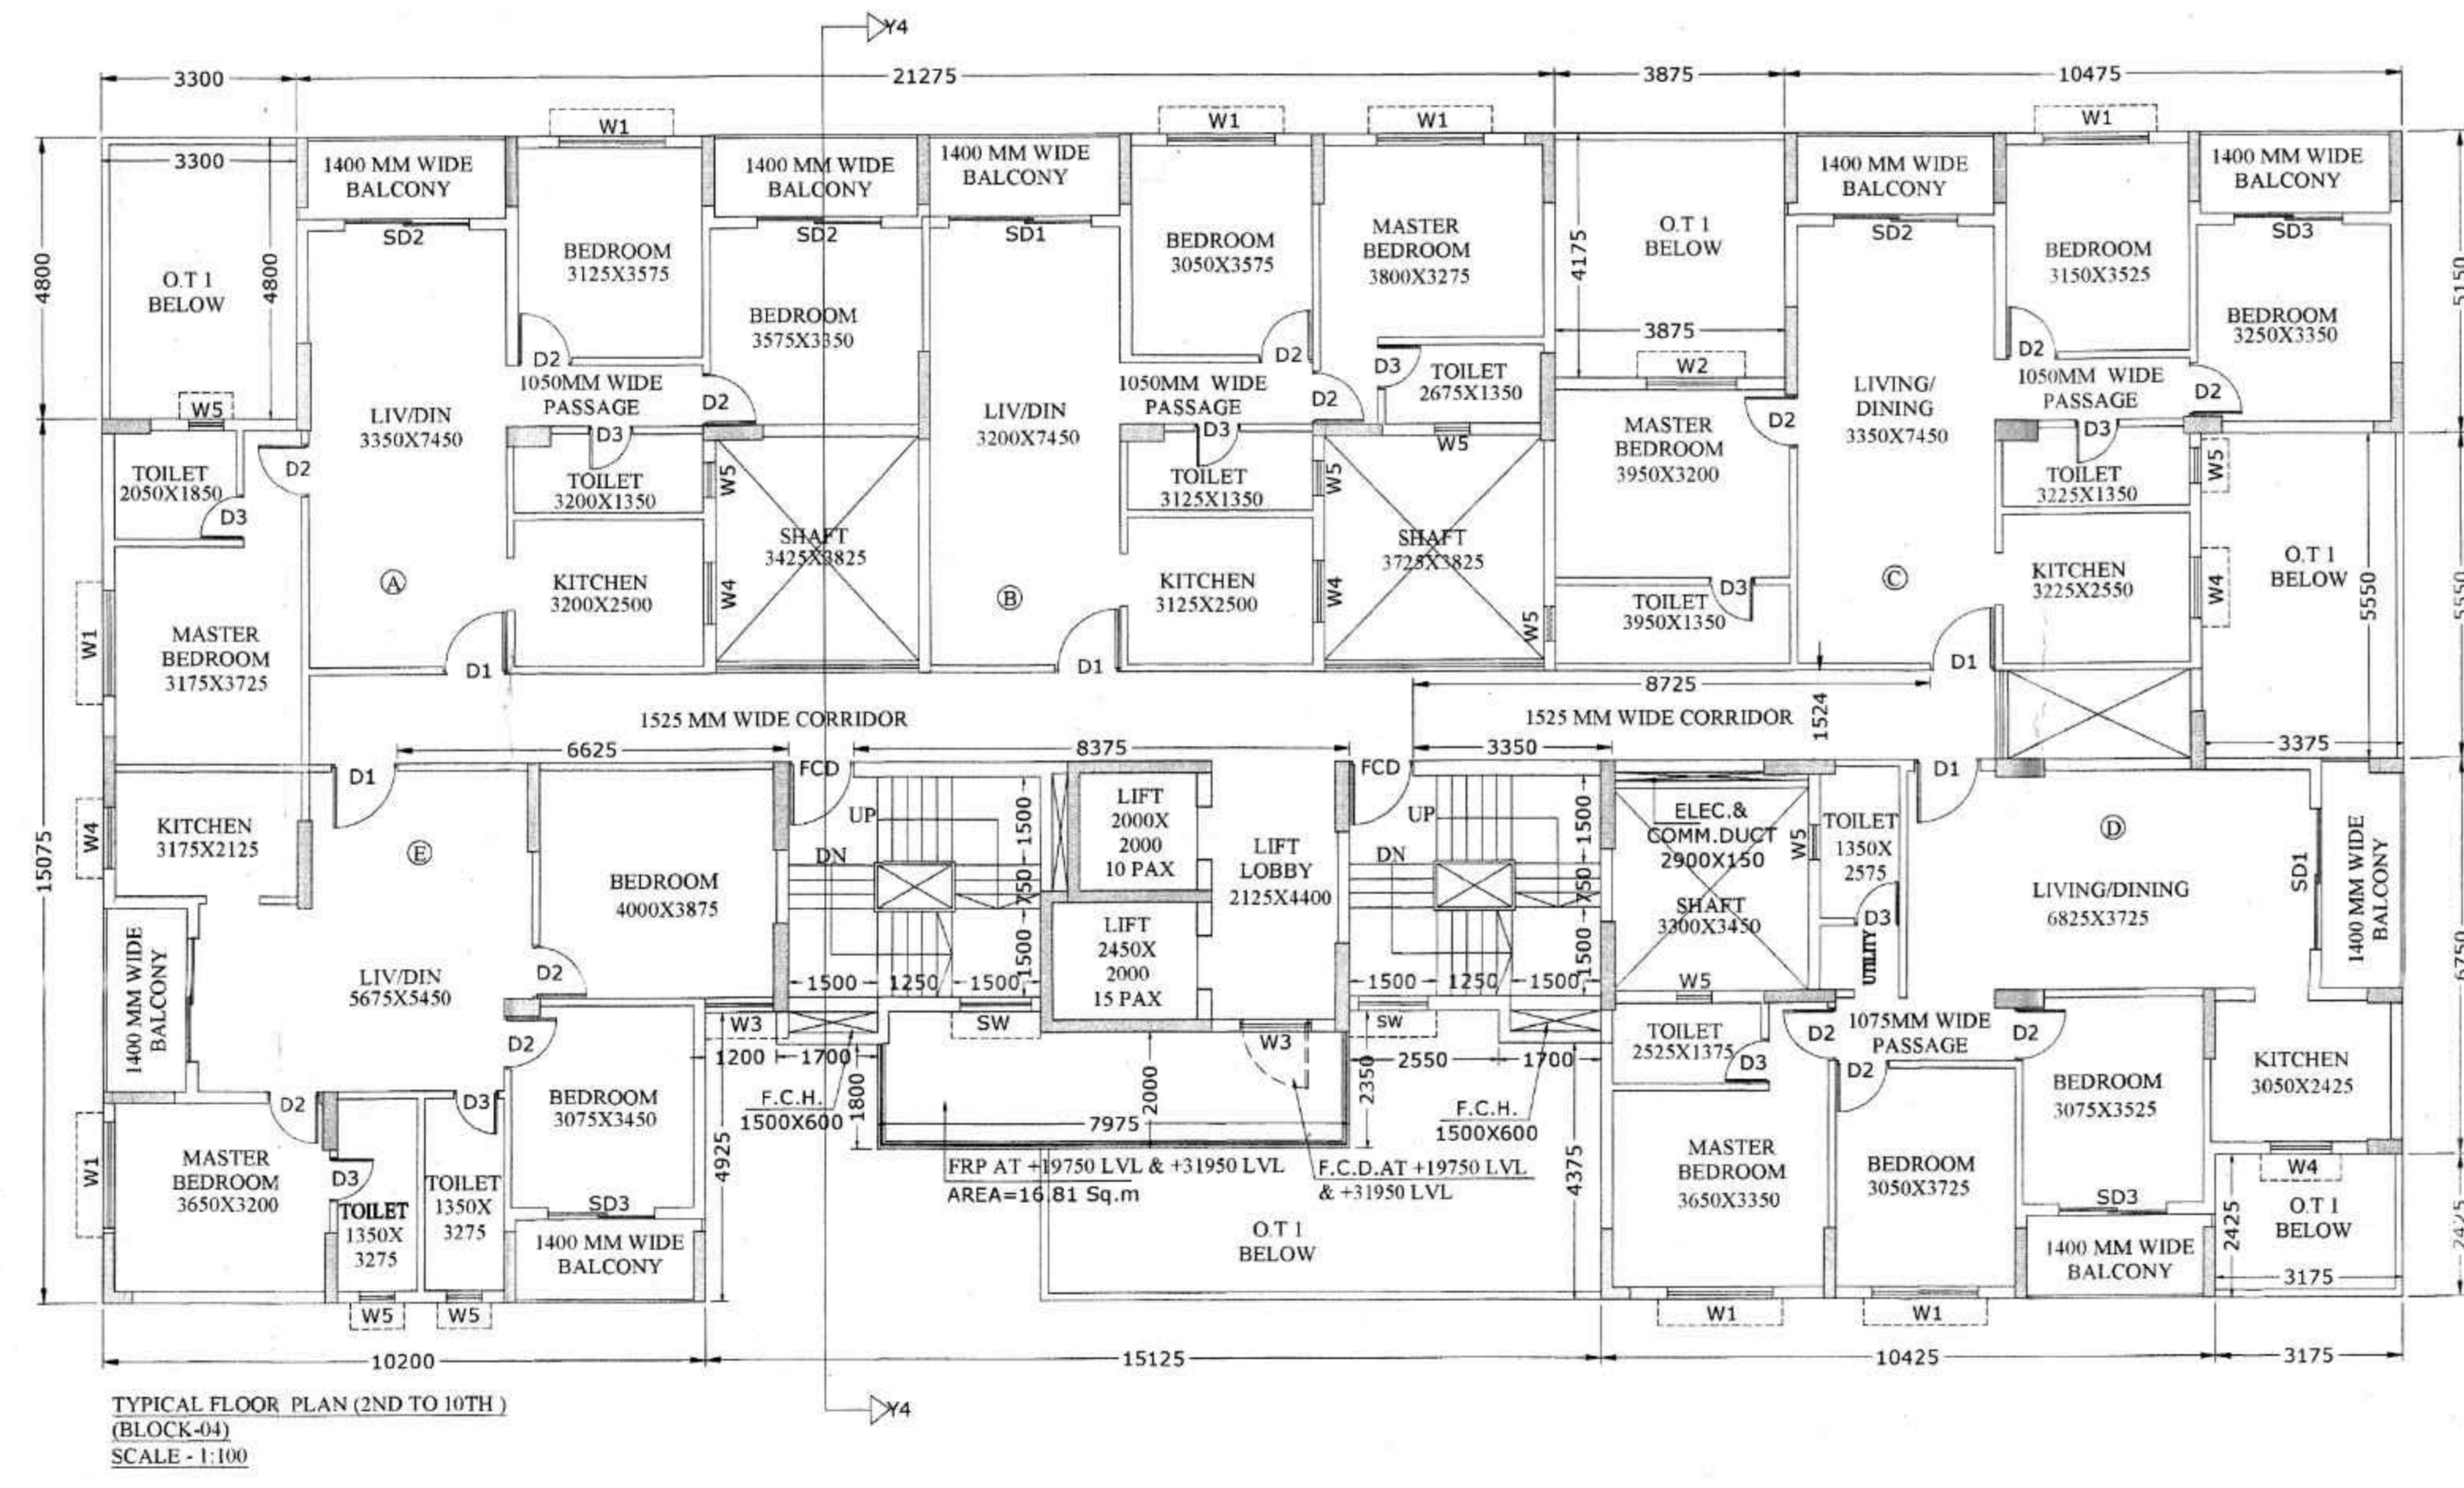 Y4
3300
21275
3875
10475
W1
W1
W1
W1
3300
1400 MM WIDE
BALCONY
1400 MM WIDE
BALCONY
1400 MM WIDE
BALCONY
1400 MM WIDE
BALCONY
1400 MM WIDE
BALCONY
SD2
SD2
SD1
SD2
SD3
4800
O.T 1
BELOW
4800
W5
BEDROOM
3125X3575
BEDROOM
3575X3350
BEDROOM
3050X3575
MASTER
BEDROOM
3800X3275
4175
O.T 1
BELOW
3875
W2
BEDROOM
3150X3525
BEDROOM
3250X3350
5150
D2
1050MM WIDE
PASSAGE
D2
D3
LIV/DIN
3350X7450
D2
1050MM WIDE
PASSAGE
D2
D3
LIV/DIN
3200X7450
D3
TOILET
2675X1350
W5
MASTER
BEDROOM
3950X3200
D2
LIVING/
DINING
3350X7450
D2
1050MM WIDE
PASSAGE
D2
D3
TOILET
2050X1850
D2
D3
TOILET
3200X1350
W5
TOILET
3125X1350
W5
TOILET
3225X1350
W5
SHAFT
3425X3825
SHAFT
3725X3825
O.T 1
BELOW
5550
5550
A
KITCHEN
3200X2500
W4
B
KITCHEN
3125X2500
W4
W5
D3
TOILET
3950X1350
C
KITCHEN
3225X2550
W4
W1
MASTER
BEDROOM
3175X3725
D1
D1
D1
8725
1524
1525 MM WIDE CORRIDOR
1525 MM WIDE CORRIDOR
6625
8375
3350
3375
D1
FCD
FCD
D1
15075
W4
KITCHEN
3175X2125
E
BEDROOM
4000X3875
UP
DN
1500
750
1500
1500
1250
1500
LIFT
2000X
2000
10 PAX
LIFT
2450X
2000
15 PAX
LIFT
LOBBY
2125X4400
UP
DN
1500
750
1500
1500
1250
1500
ELEC.&
COMM.DUCT
2900X150
SHAFT
3300X3450
W5
W5
TOILET
1350X
2575
D3
UTILITY
D
LIVING/DINING
6825X3725
SD1
1400 MM WIDE
BALCONY
6750
1400 MM WIDE
BALCONY
LIV/DIN
5675X5450
D2
D2
W3
SW
W3
SW
1200
1700
2550
1700
F.C.H.
1500X600
1800
2000
7975
2350
F.C.H.
1500X600
4925
4375
FRP AT +19750 LVL & +31950 LVL
AREA=16.81 Sq.m
F.C.D.AT +19750 LVL
& +31950 LVL
O.T 1
BELOW
TOILET
2525X1375
D3
D2
1075MM WIDE
PASSAGE
D2
D2
BEDROOM
3075X3525
KITCHEN
3050X2425
W4
W1
MASTER
BEDROOM
3650X3200
D2
D3
TOILET
1350X
3275
D3
TOILET
1350X
3275
BEDROOM
3075X3450
SD3
1400 MM WIDE
BALCONY
MASTER
BEDROOM
3650X3350
BEDROOM
3050X3725
SD3
1400 MM WIDE
BALCONY
2425
O.T 1
BELOW
3175
2425
W5
W5
W1
W1
10200
15125
10425
3175
Y4
TYPICAL FLOOR PLAN (2ND TO 10TH )
(BLOCK-04)
SCALE - 1:100